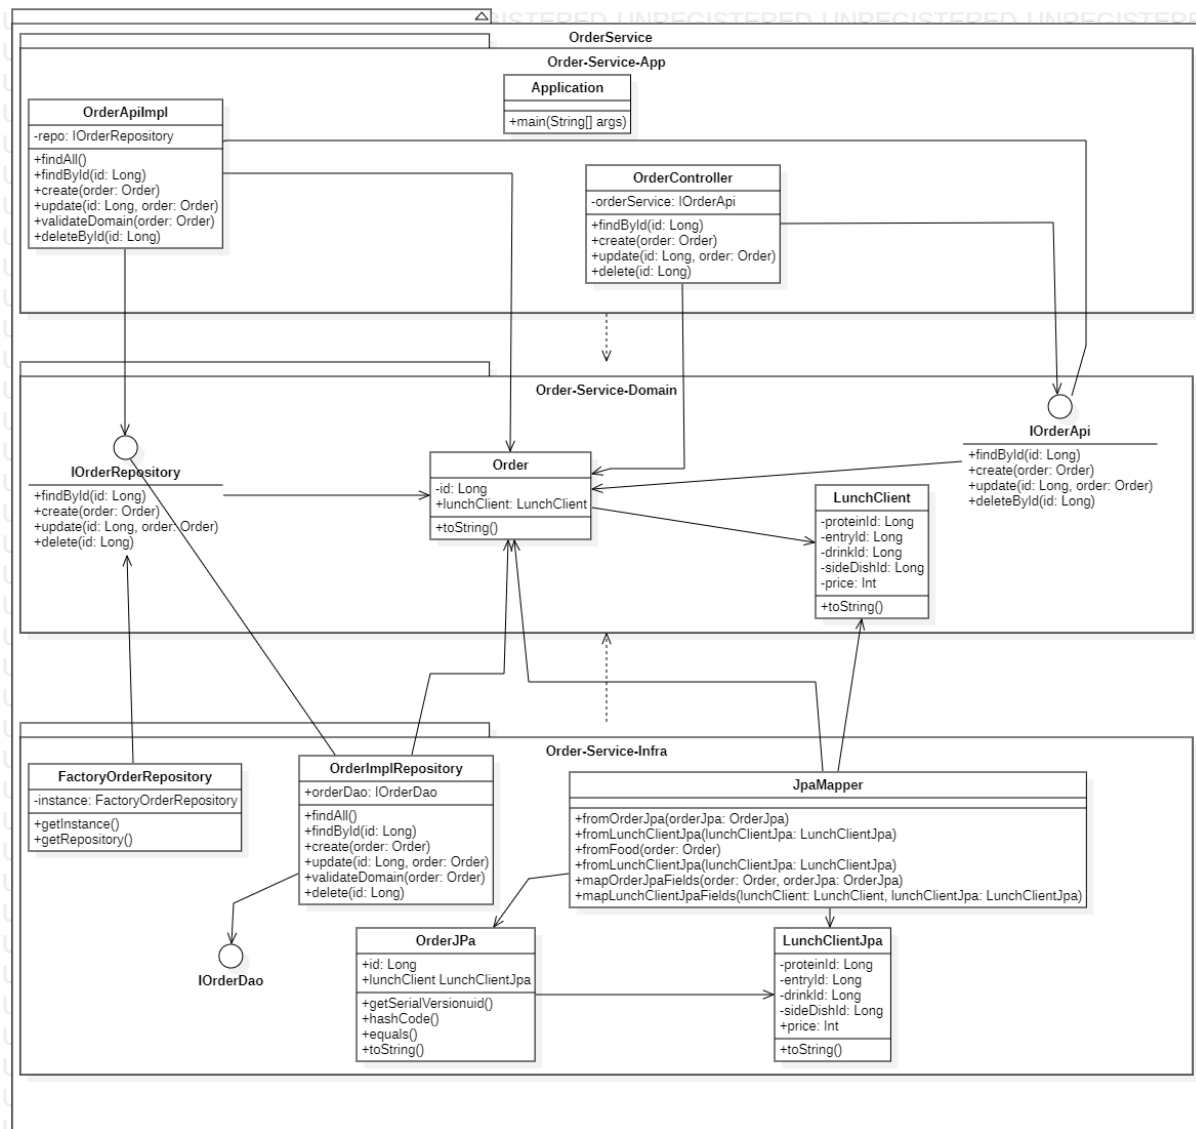 UNREGISTERED UNREGISTERED UNREGISTERED
OrderService
Order-Service-App
Application
+main(String[] args)
OrderApiImpl
-repo: IOrderRepository
+findAll()
+findById(id: Long)
+create(order: Order)
+update(id: Long, order: Order)
+validateDomain(order: Order)
+deleteById(id: Long)
OrderController
-orderService: IOrderApi
+findById(id: Long)
+create(order: Order)
+update(id: Long, order: Order)
+delete(id: Long)
Order-Service-Domain
IOrderRepository
+findById(id: Long)
+create(order: Order)
+update(id: Long, order: Order)
+delete(id: Long)
Order
-id: Long
+lunchClient: LunchClient
+toString()
IOrderApi
+findById(id: Long)
+create(order: Order)
+update(id: Long, order: Order)
+deleteById(id: Long)
LunchClient
-proteinId: Long
-entryId: Long
-drinkId: Long
-sideDishId: Long
-price: Int
+toString()
Order-Service-Infra
FactoryOrderRepository
-instance: FactoryOrderRepository
+getInstance()
+getRepository()
OrderImplRepository
+orderDao: IOrderDao
+findAll()
+findById(id: Long)
+create(order: Order)
+update(id: Long, order: Order)
+validateDomain(order: Order)
+delete(id: Long)
JpaMapper
+fromOrderJpa(orderJpa: OrderJpa)
+fromLunchClientJpa(lunchClientJpa: LunchClientJpa)
+fromFood(order: Order)
+fromLunchClientJpa(lunchClientJpa: LunchClientJpa)
+mapOrderJpaFields(order: Order, orderJpa: OrderJpa)
+mapLunchClientJpaFields(lunchClient: LunchClient, lunchClientJpa: LunchClientJpa)
IOrderDao
OrderJPa
+id: Long
+lunchClient LunchClientJpa
+getSerialVersionuid()
+hashCode()
+equals()
+toString()
LunchClientJpa
-proteinId: Long
-entryId: Long
-drinkId: Long
-sideDishId: Long
+price: Int
+toString()